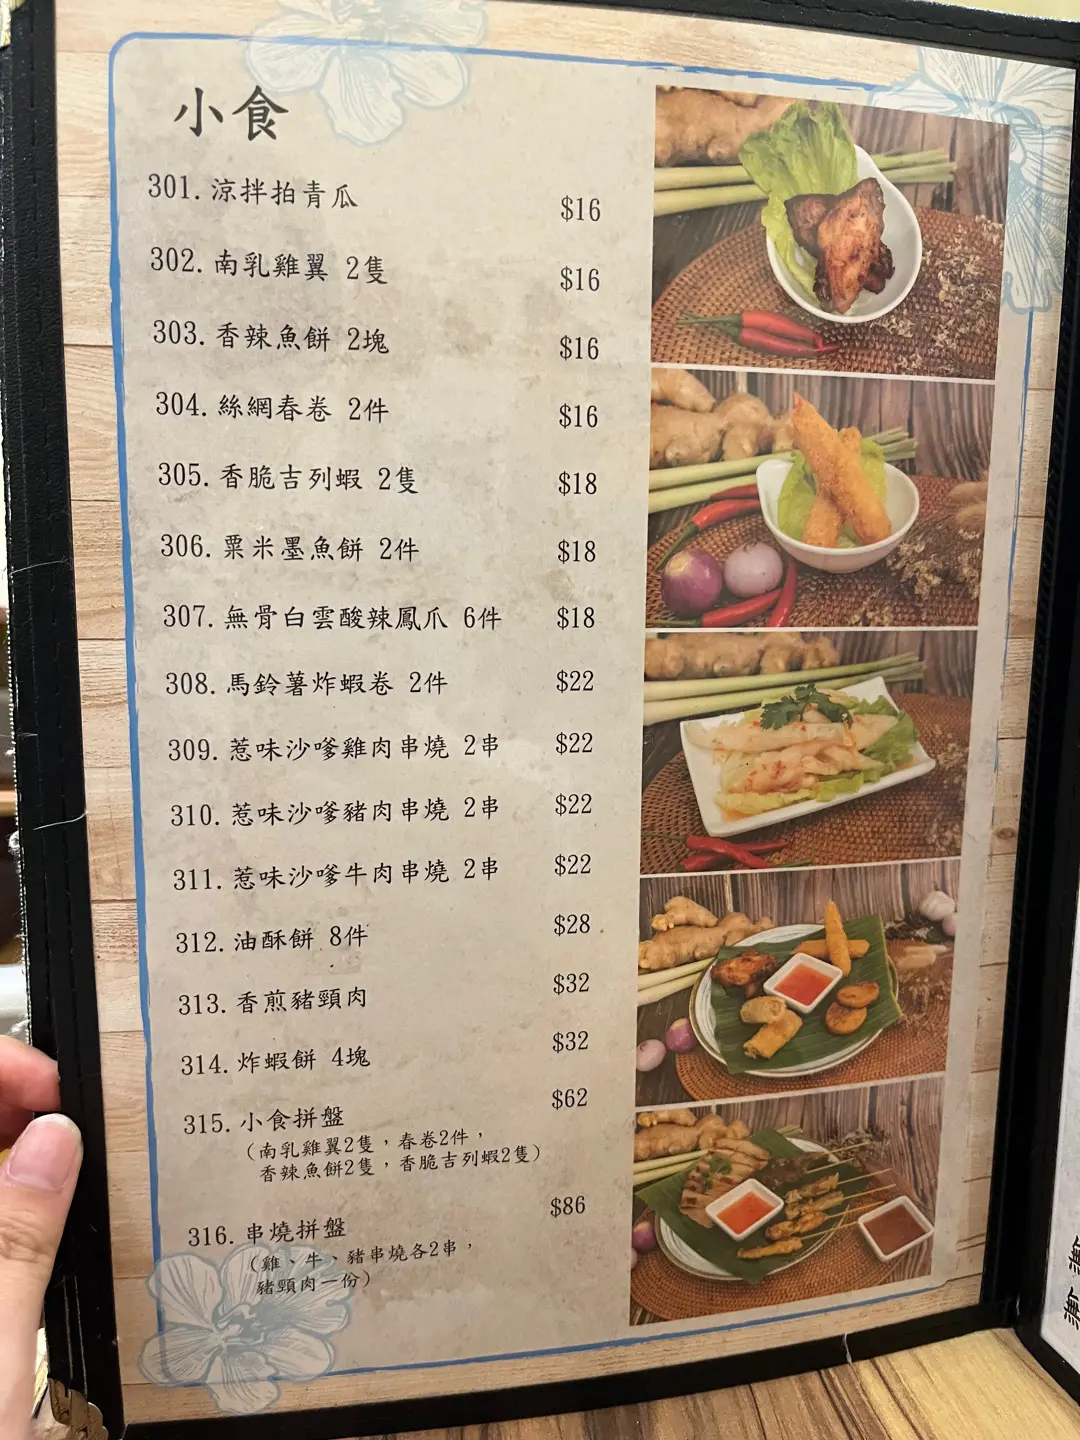 小食
301. 涼拌拍青瓜 $16
302. 南乳雞翼 2隻 $16
303. 香辣魚餅 2塊 $16
304. 絲網春卷 2件 $16
305. 香脆吉列蝦 2隻 $18
306. 粟米墨魚餅 2件 $18
307. 無骨白雲酸辣鳳爪 6件 $18
308. 馬鈴薯炸蝦卷 2件 $22
309. 惹味沙嗲雞肉串燒 2串 $22
310. 惹味沙嗲豬肉串燒 2串 $22
311. 惹味沙嗲牛肉串燒 2串 $22
312. 油酥餅 8件 $28
313. 香煎豬頸肉 $32
314. 炸蝦餅 4塊 $32
315. 小食拼盤 $62
（南乳雞翼2隻，春卷2件，
香辣魚餅2隻，香脆吉列蝦2隻）
316. 串燒拼盤 $86
（雞、牛、豬串燒各2串，
豬頸肉一份）